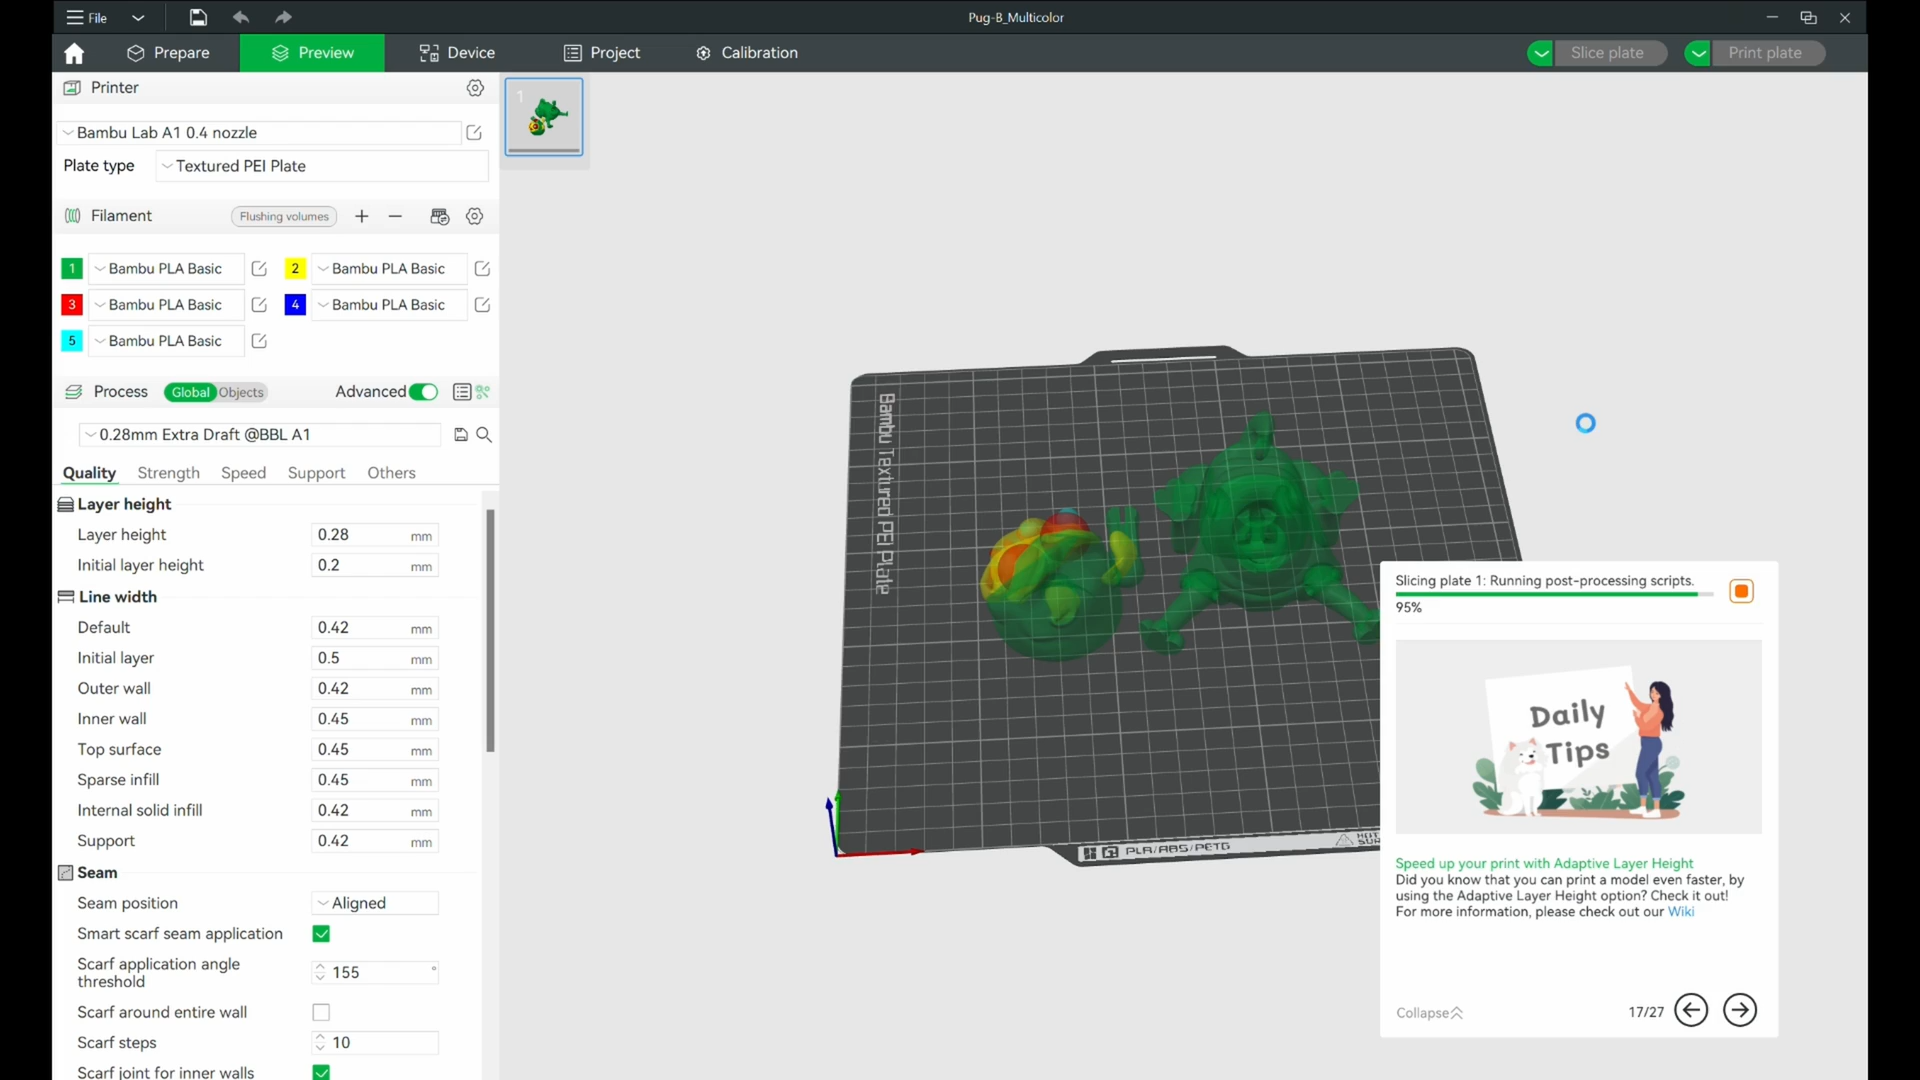 File
Pug-B_Multicolor
Prepare
Preview
Device
Project
Calibration
Slice plate
Print plate
Printer
Bambu Lab A1 0.4 nozzle
Plate type
Textured PEI Plate
Filament
Flushing volumes
1 Bambu PLA Basic
2 Bambu PLA Basic
3 Bambu PLA Basic
4 Bambu PLA Basic
5 Bambu PLA Basic
Process
Global Objects
Advanced
0.28mm Extra Draft @BBL A1
Quality Strength Speed Support Others
Layer height
Layer height 0.28 mm
Initial layer height 0.2 mm
Line width
Default 0.42 mm
Initial layer 0.5 mm
Outer wall 0.42 mm
Inner wall 0.45 mm
Top surface 0.45 mm
Sparse infill 0.45 mm
Internal solid infill 0.42 mm
Support 0.42 mm
Seam
Seam position Aligned
Smart scarf seam application
Scarf application angle
threshold 155 °
Scarf around entire wall
Scarf steps 10
Scarf joint for inner walls
1
Bambu Textured PEI Plate
PLA/ABS/PETG
HOT
SUR
Slicing plate 1: Running post-processing scripts.
95%
Daily
Tips
Speed up your print with Adaptive Layer Height
Did you know that you can print a model even faster, by
using the Adaptive Layer Height option? Check it out!
For more information, please check out our Wiki
Collapse
17/27